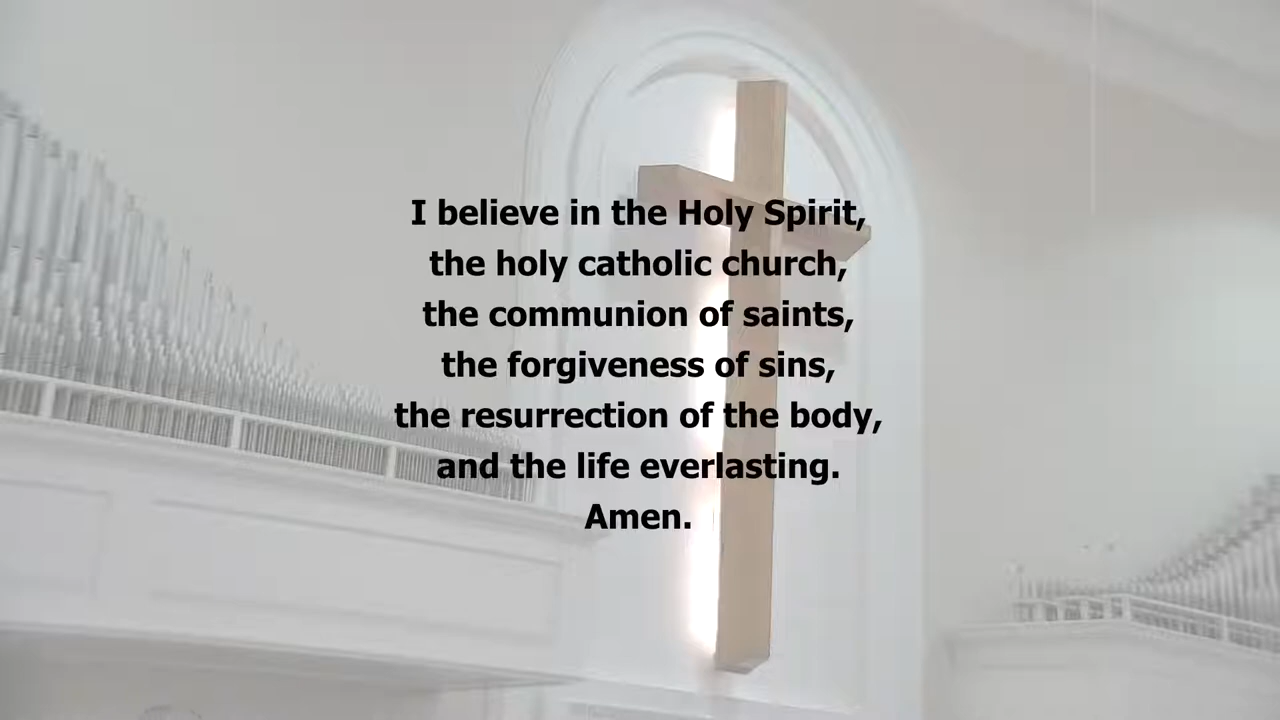 I believe in the Holy Spirit,
the holy catholic church,
the communion of saints,
the forgiveness of sins,
the resurrection of the body,
and the life everlasting.
Amen.